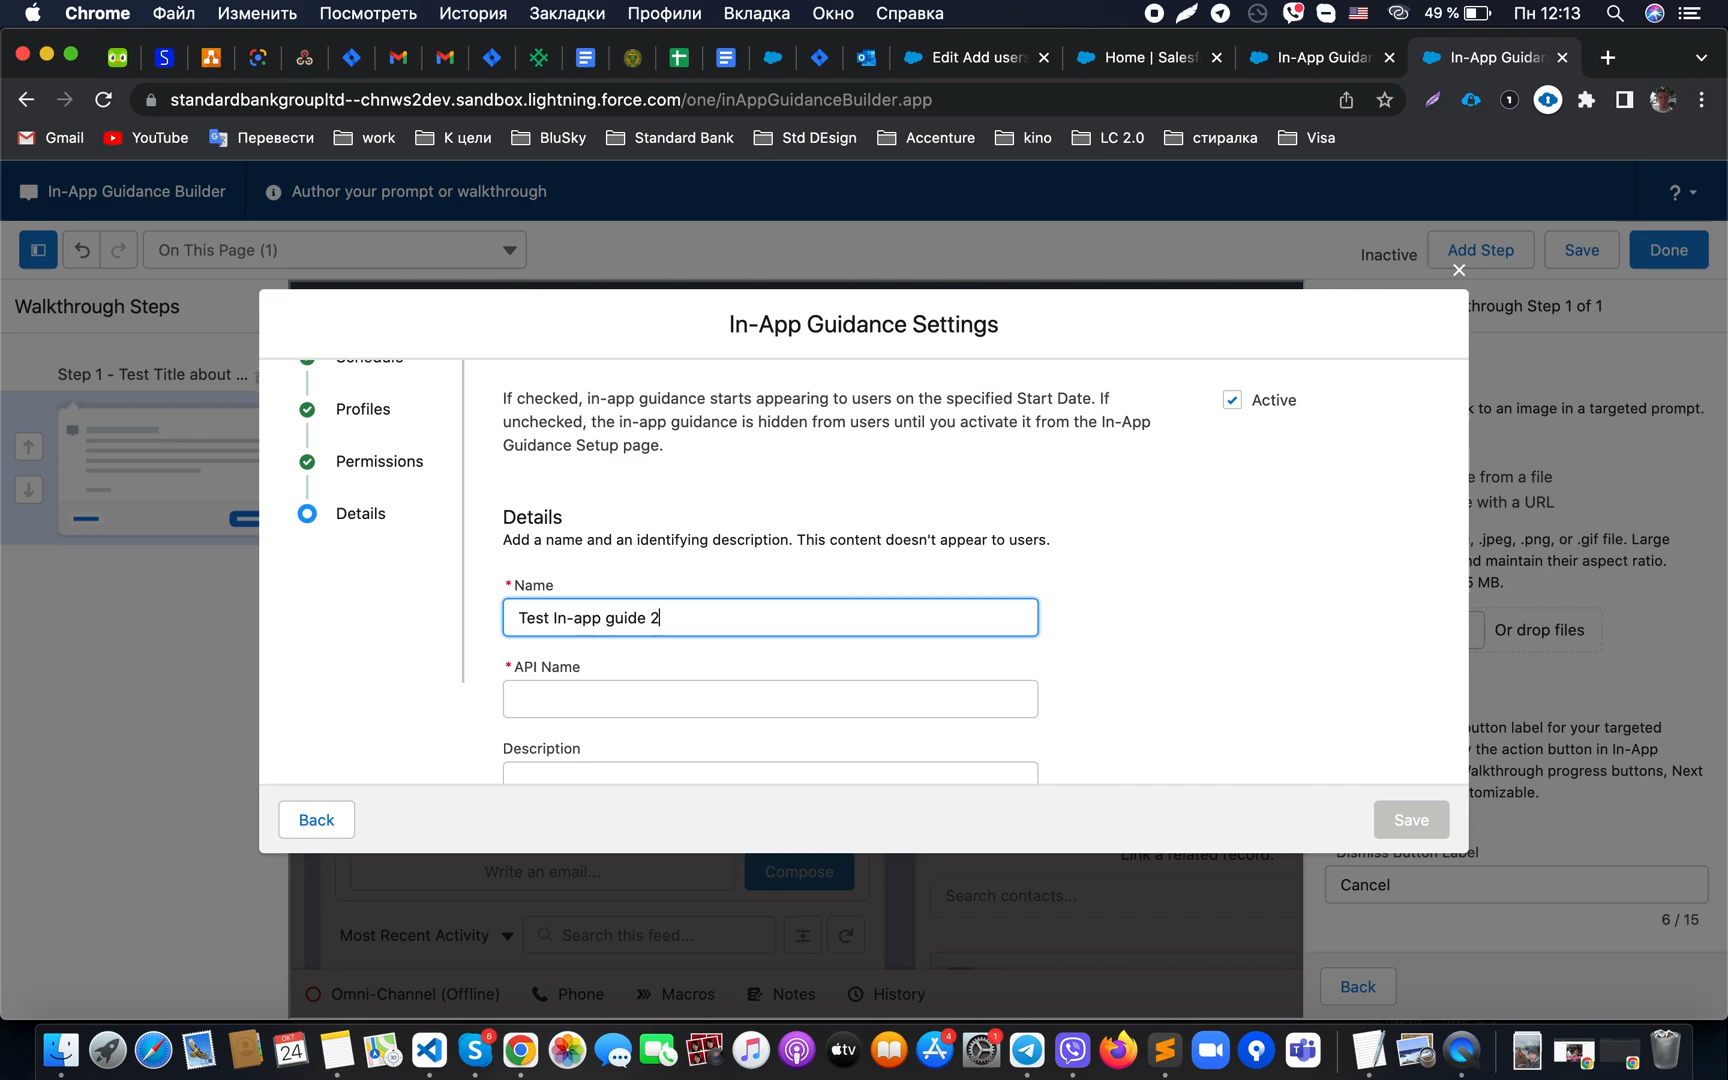 Chrome Файл Изменить Посмотреть История Закладки Профили Вкладка Окно Справка 49 % Пн 12:13
Edit Add users Home | Salesf In-App Guidan In-App Guidan
standardbankgroupltd--chnws2dev.sandbox.lightning.force.com/one/inAppGuidanceBuilder.app
Gmail YouTube Перевести work К цели BluSky Standard Bank Std DEsign Accenture kino LC 2.0 стиралка Visa
In-App Guidance Builder Author your prompt or walkthrough ?
On This Page (1) Inactive Add Step Save Done
Walkthrough Steps
through Step 1 of 1
In-App Guidance Settings
Step 1 - Test Title about ...
Schedule
Profiles
Permissions
Details
If checked, in-app guidance starts appearing to users on the specified Start Date. If
unchecked, the in-app guidance is hidden from users until you activate it from the In-App
Guidance Setup page.
Active
Details
Add a name and an identifying description. This content doesn't appear to users.
* Name
Test In-app guide 2
* API Name
Description
Back Save
k to an image in a targeted prompt.
e from a file
e with a URL
, .jpeg, .png, or .gif file. Large
d maintain their aspect ratio.
5 MB.
Or drop files
utton label for your targeted
the action button in In-App
Walkthrough progress buttons, Next
tomizable.
Dismiss Button Label
Cancel
6 / 15
Back
Write an email... Compose
Link a related record.
Search contacts...
Most Recent Activity Search this feed...
Omni-Channel (Offline) Phone Macros Notes History
ОКТ.
24
6
tv
4
1